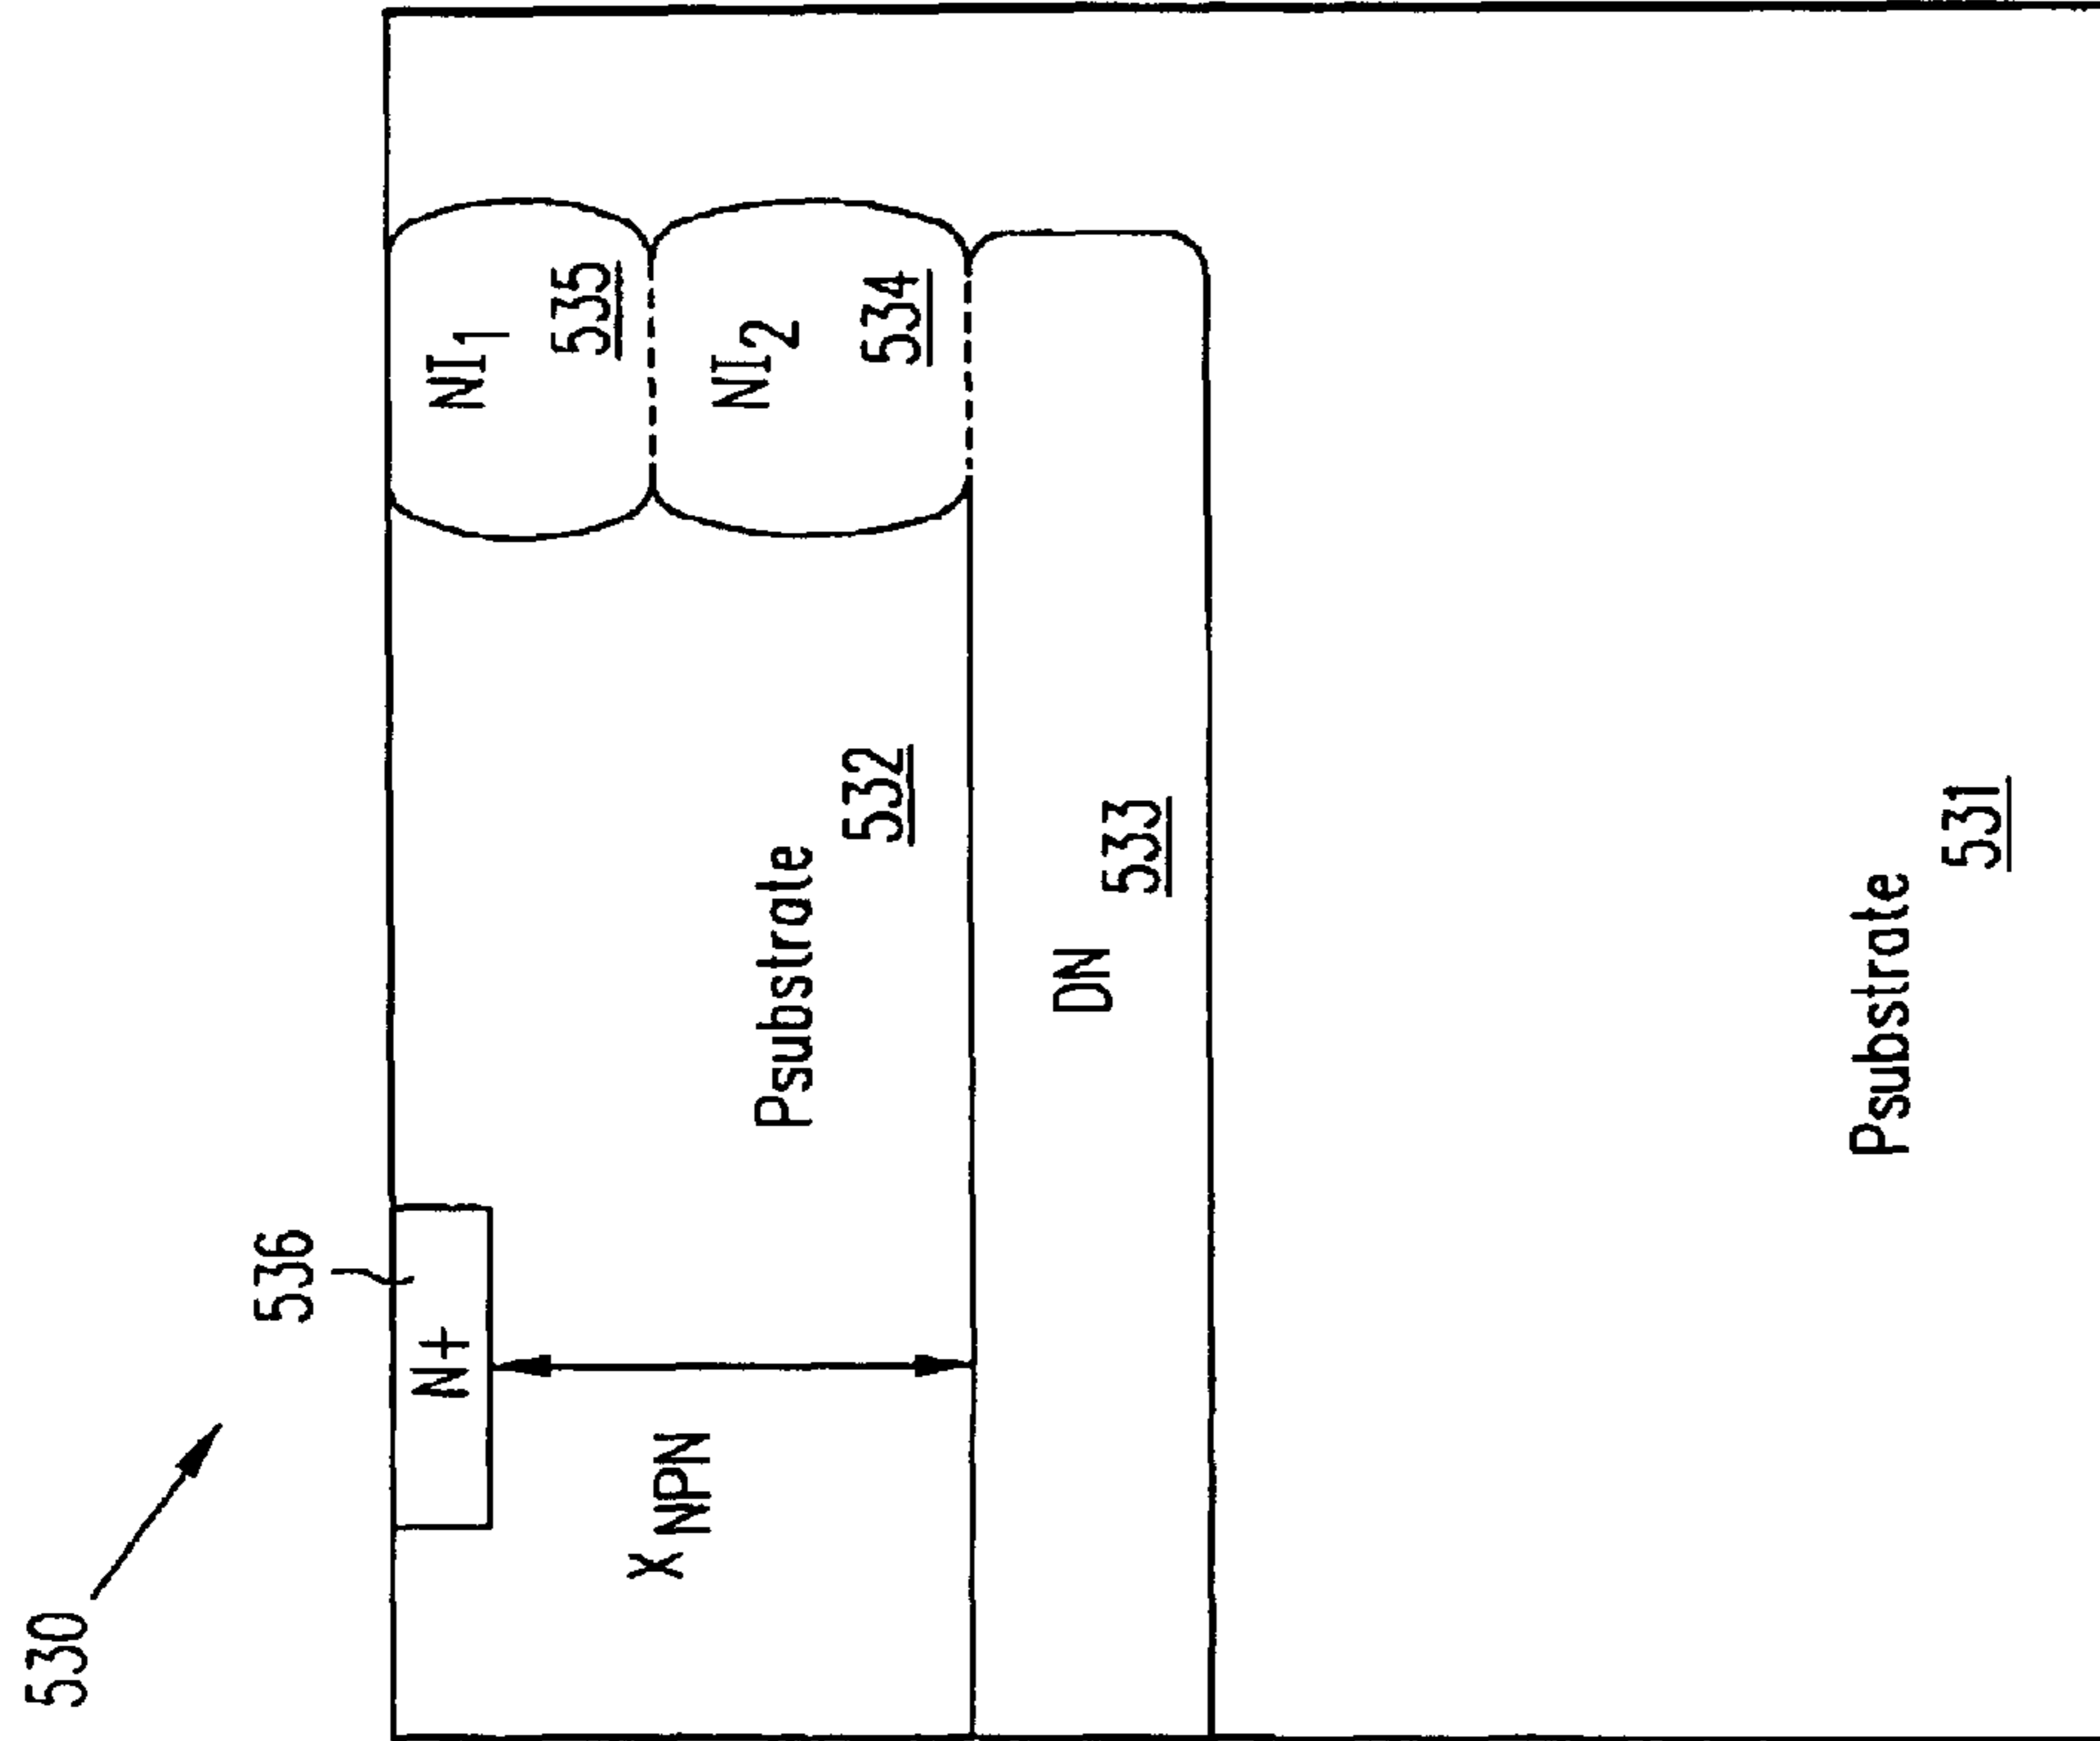 530
536
N+
X NPN
NI1
535
NI2
534
Psubstrate
532
DN
533
Psubstrate
531